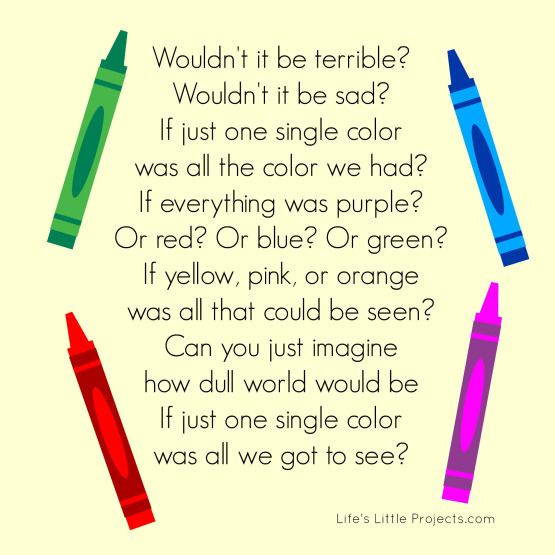 Wouldn't it be terrible?
Wouldn't it be sad?
If just one single color
was all the color we had?
If everything was purple?
Or red? Or blue? Or green?
If yellow, pink, or orange
was all that could be seen?
Can you just imagine
how dull world would be
If just one single color
was all we got to see?
Life's Little Projects.com